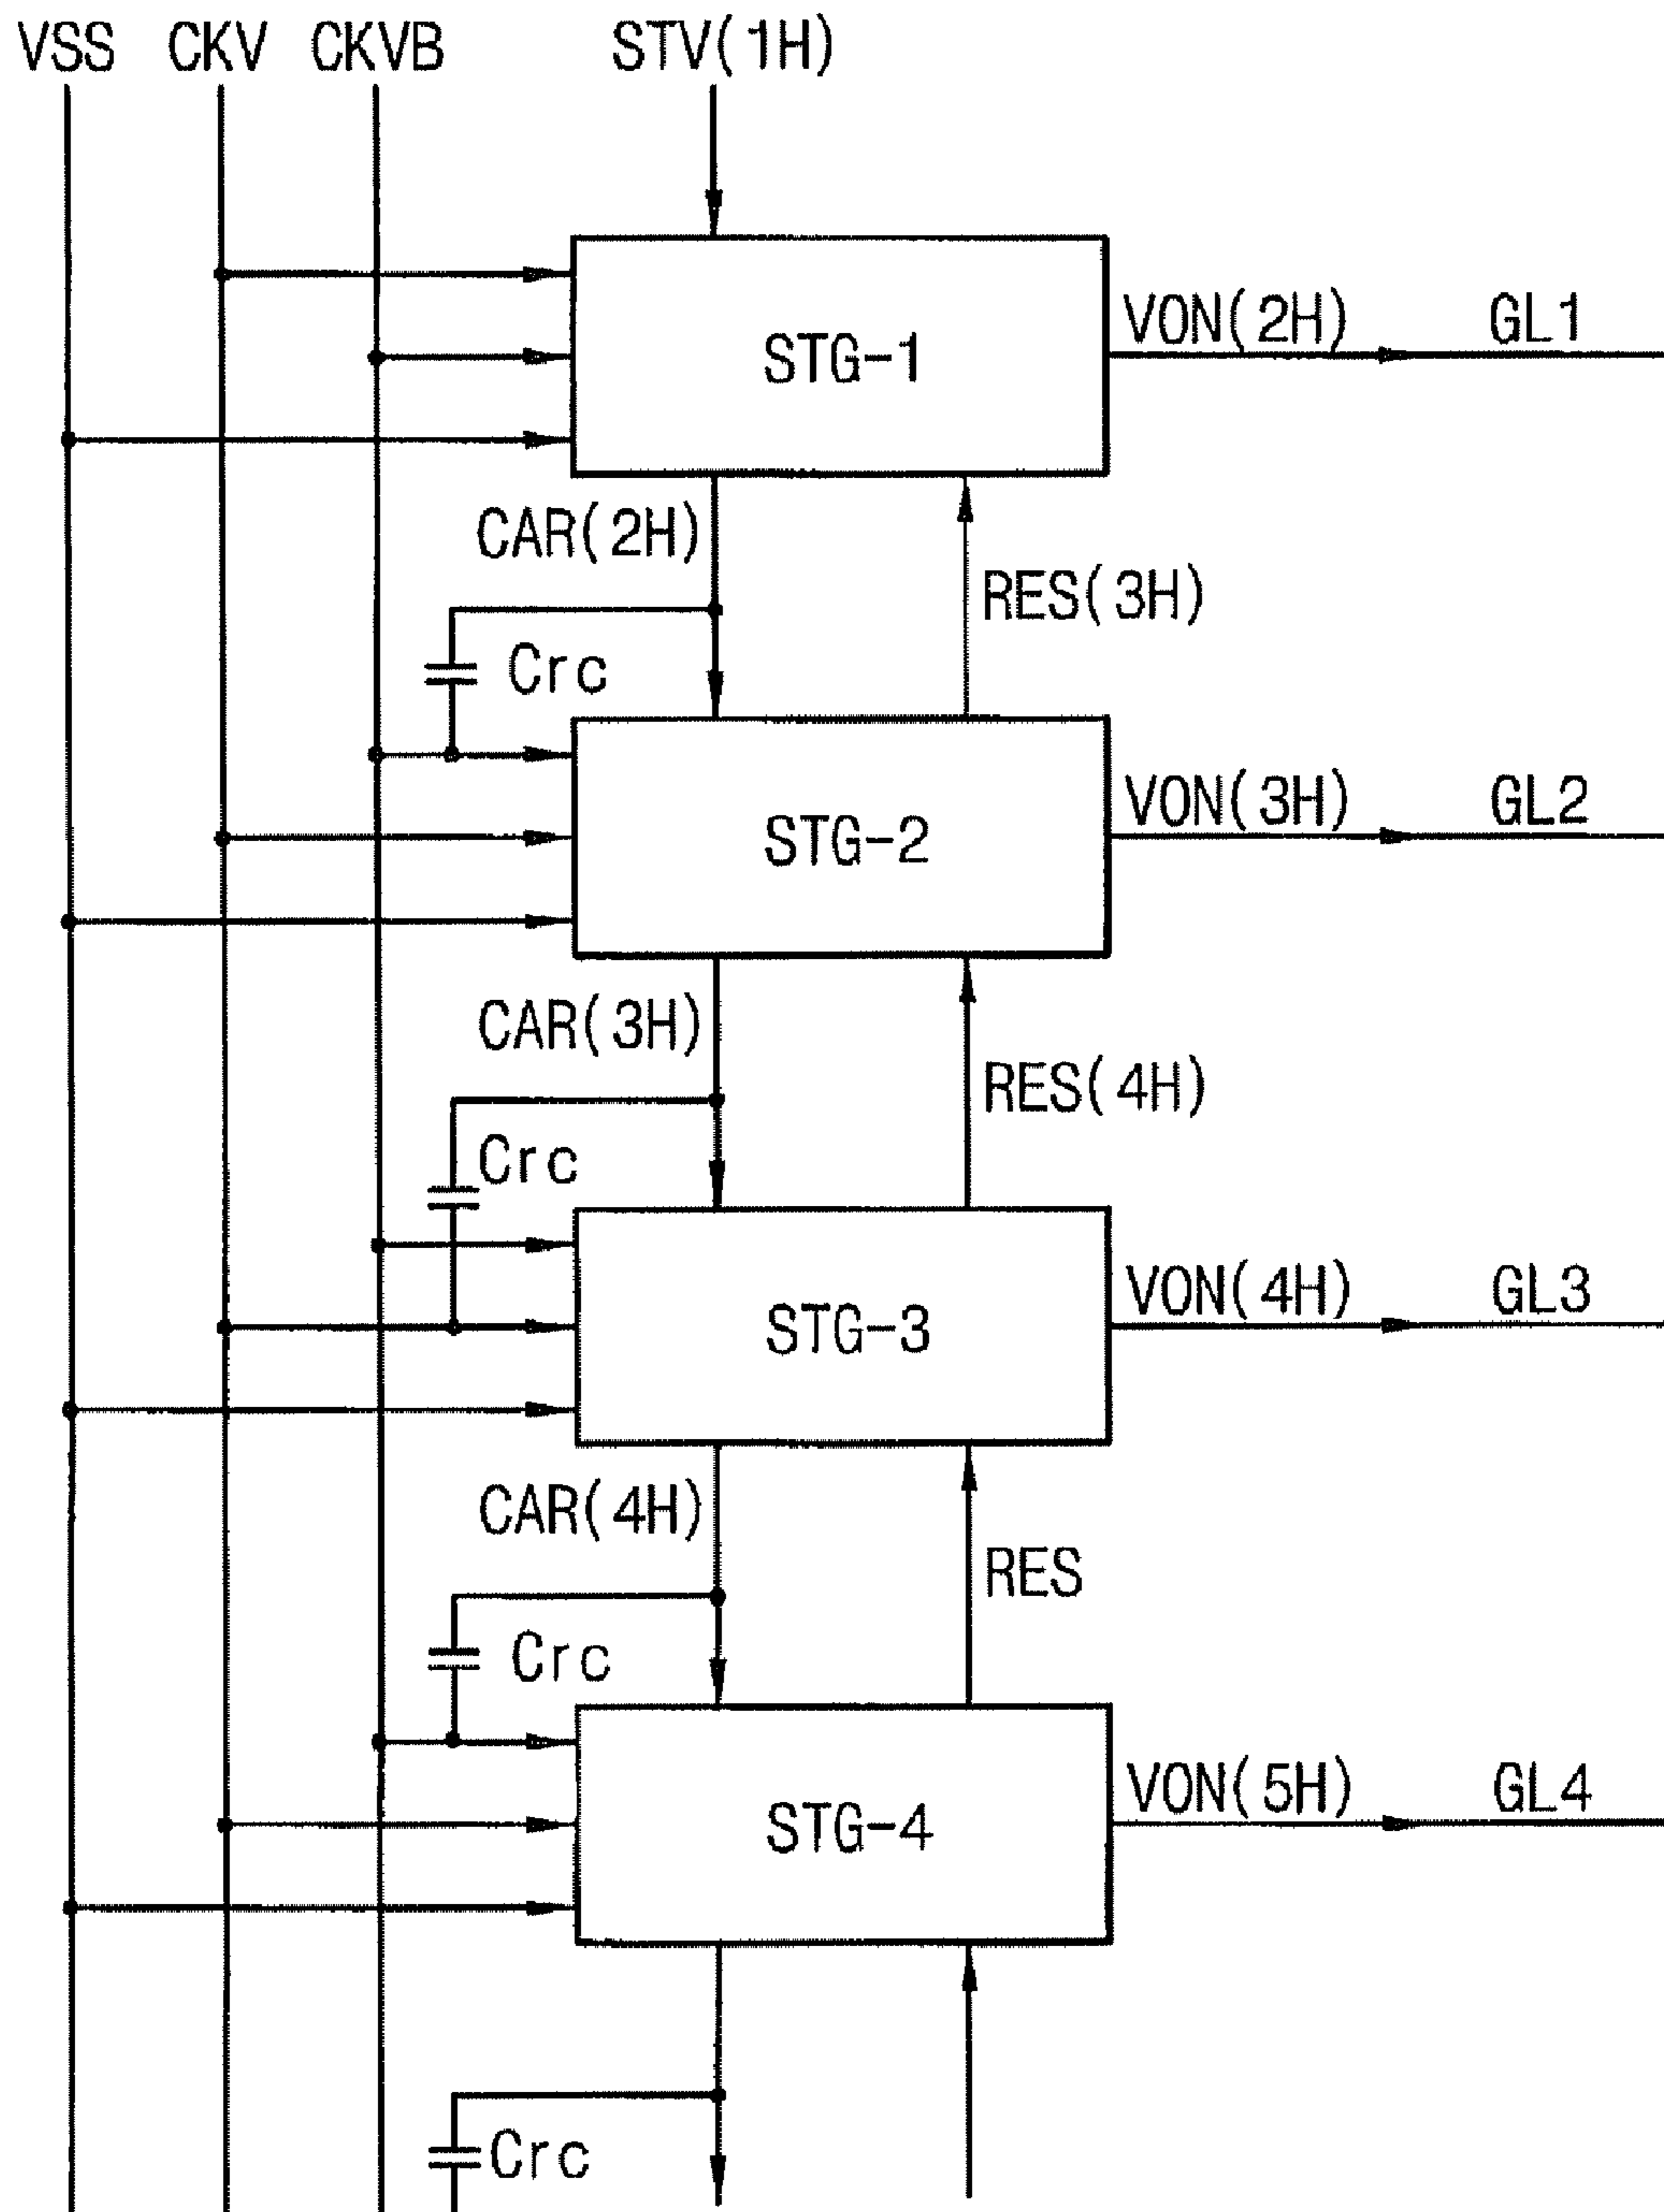 VSS CKV CKVB STV(1H)
STG-1
VON(2H) GL1
CAR(2H)
RES(3H)
Crc
STG-2
VON(3H) GL2
CAR(3H)
RES(4H)
Crc
STG-3
VON(4H) GL3
CAR(4H)
RES
Crc
STG-4
VON(5H) GL4
Crc